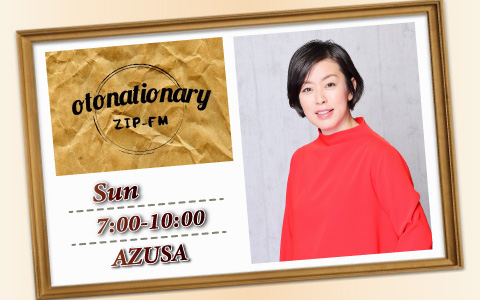 otonationary
ZIP-FM
Sun
7:00-10:00
AZUSA